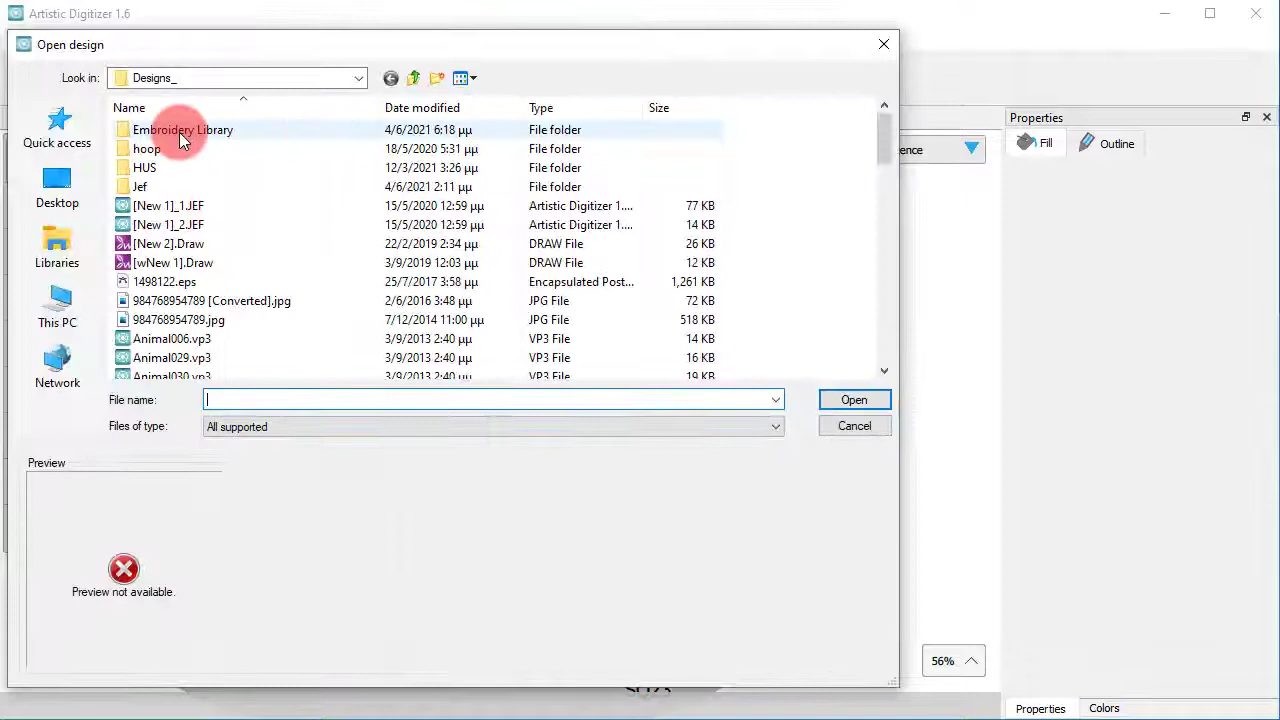 Artistic Digitizer 1.6
Open design
Look in: Designs_
Name Date modified Type Size
Embroidery Library 4/6/2021 6:18 μμ File folder
hoop 18/5/2020 5:31 μμ File folder
HUS 12/3/2021 3:26 μμ File folder
Jef 4/6/2021 2:11 μμ File folder
[New 1]_1.JEF 15/5/2020 12:59 μμ Artistic Digitizer 1.... 77 KB
[New 1]_2.JEF 15/5/2020 12:59 μμ Artistic Digitizer 1.... 14 KB
[New 2].Draw 22/2/2019 2:34 μμ DRAW File 26 KB
[wNew 1].Draw 3/9/2019 12:03 μμ DRAW File 12 KB
1498122.eps 25/7/2017 3:58 μμ Encapsulated Post... 1,261 KB
984768954789 [Converted].jpg 2/6/2016 3:48 μμ JPG File 72 KB
984768954789.jpg 7/12/2014 11:00 μμ JPG File 518 KB
Animal006.vp3 3/9/2013 2:40 μμ VP3 File 14 KB
Animal029.vp3 3/9/2013 2:40 μμ VP3 File 16 KB
Animal030.vp3 3/9/2013 2:40 μμ VP3 File 19 KB
Quick access
Desktop
Libraries
This PC
Network
File name: Open
Files of type: All supported Cancel
Preview
Preview not available.
ence
Properties
Fill Outline
56%
Properties Colors